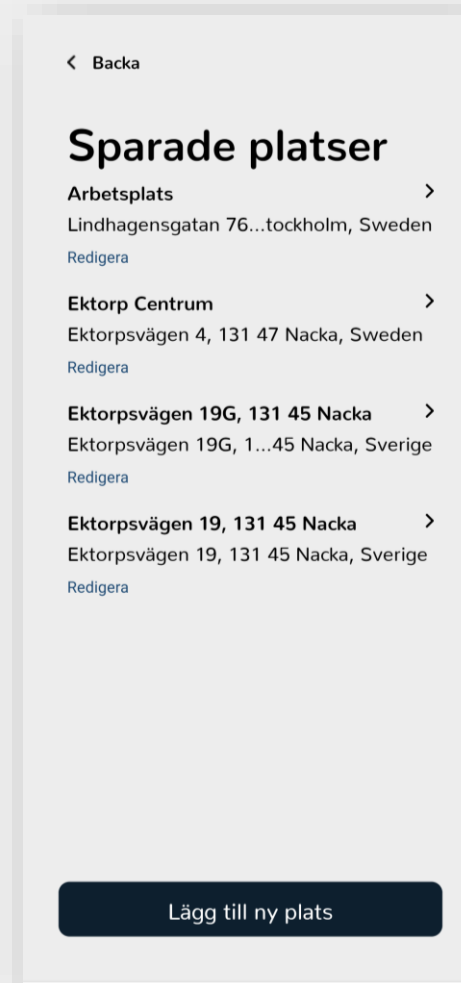 Backa
Sparade platser
Arbetsplats
Lindhagensgatan 76...tockholm, Sweden
Redigera
Ektorp Centrum
Ektorpsvägen 4, 131 47 Nacka, Sweden
Redigera
Ektorpsvägen 19G, 131 45 Nacka
Ektorpsvägen 19G, 1...45 Nacka, Sverige
Redigera
Ektorpsvägen 19, 131 45 Nacka
Ektorpsvägen 19, 131 45 Nacka, Sverige
Redigera
Lägg till ny plats